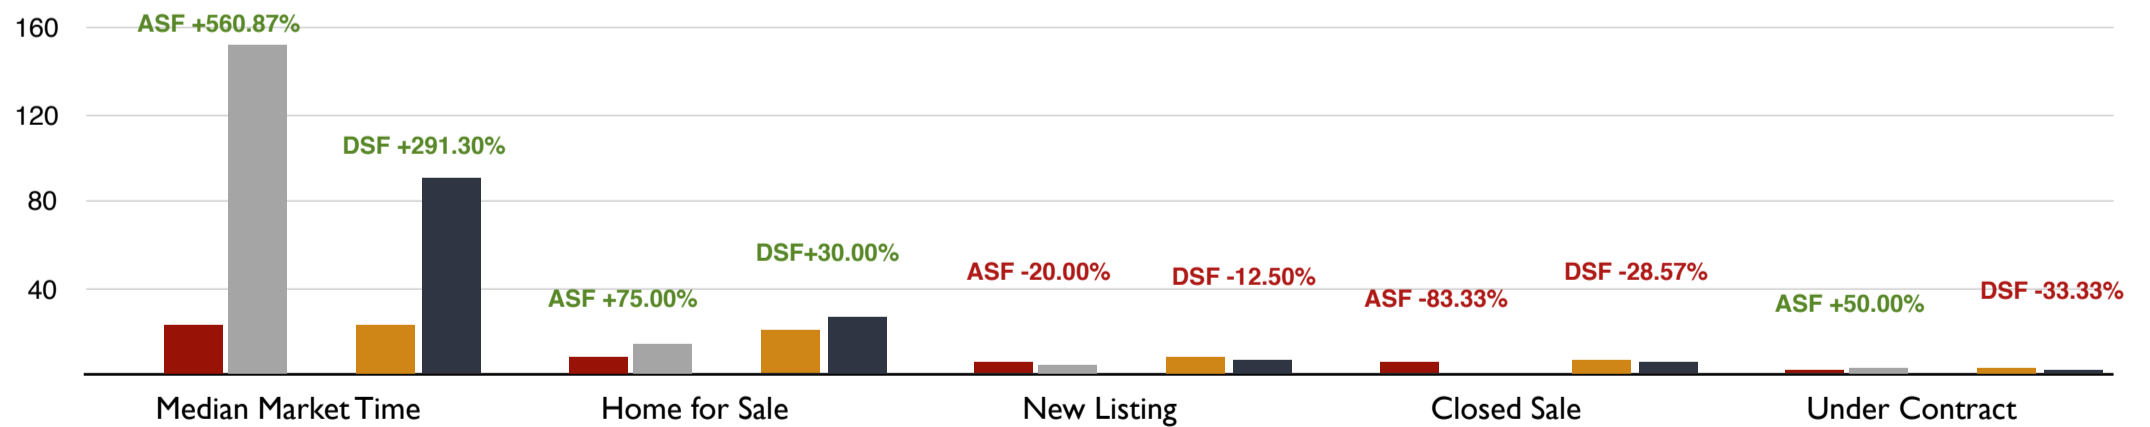 160
120
80
40
ASF +560.87%
DSF +291.30%
ASF +75.00%
DSF+30.00%
ASF -20.00%
DSF -12.50%
ASF -83.33%
DSF -28.57%
ASF +50.00%
DSF -33.33%
Median Market Time
Home for Sale
New Listing
Closed Sale
Under Contract